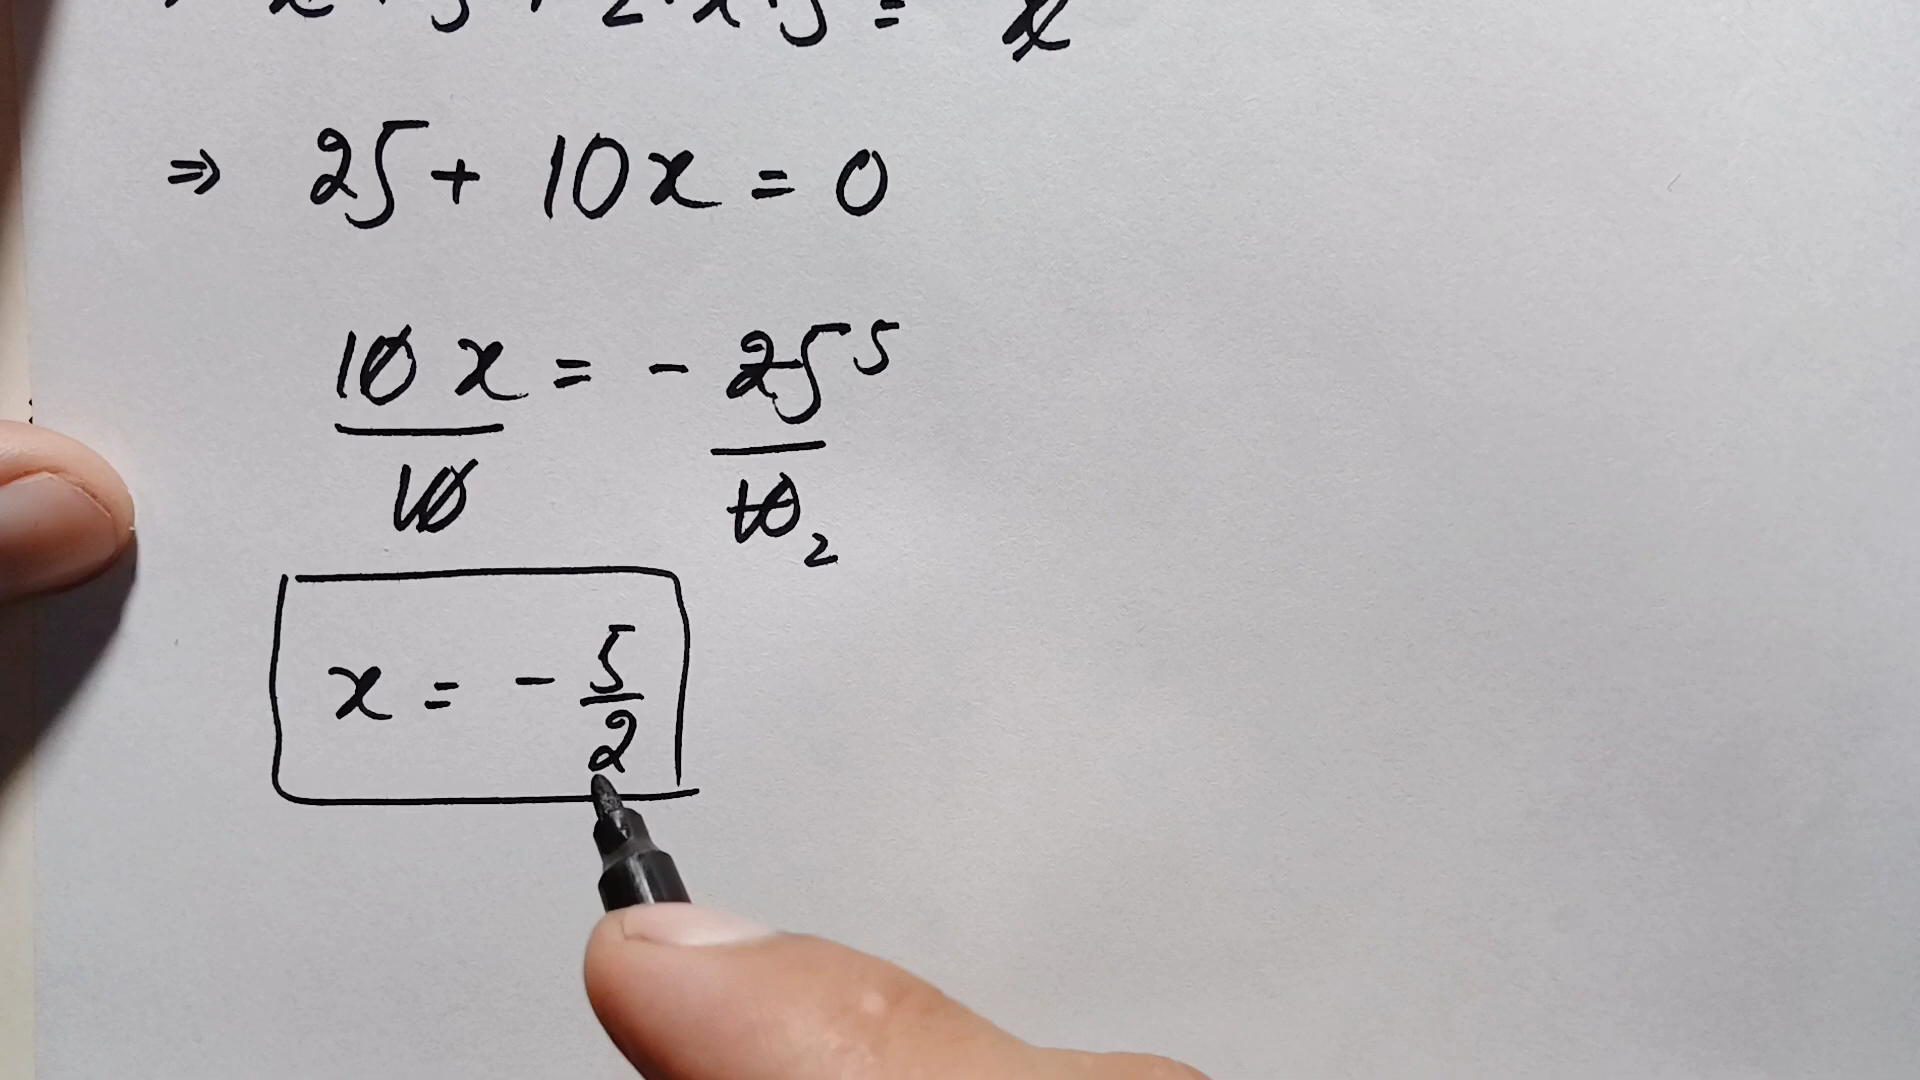 ⇒ 25 + 10x = 0
10x/10 = - 25 5/10 2
x = - 5/2